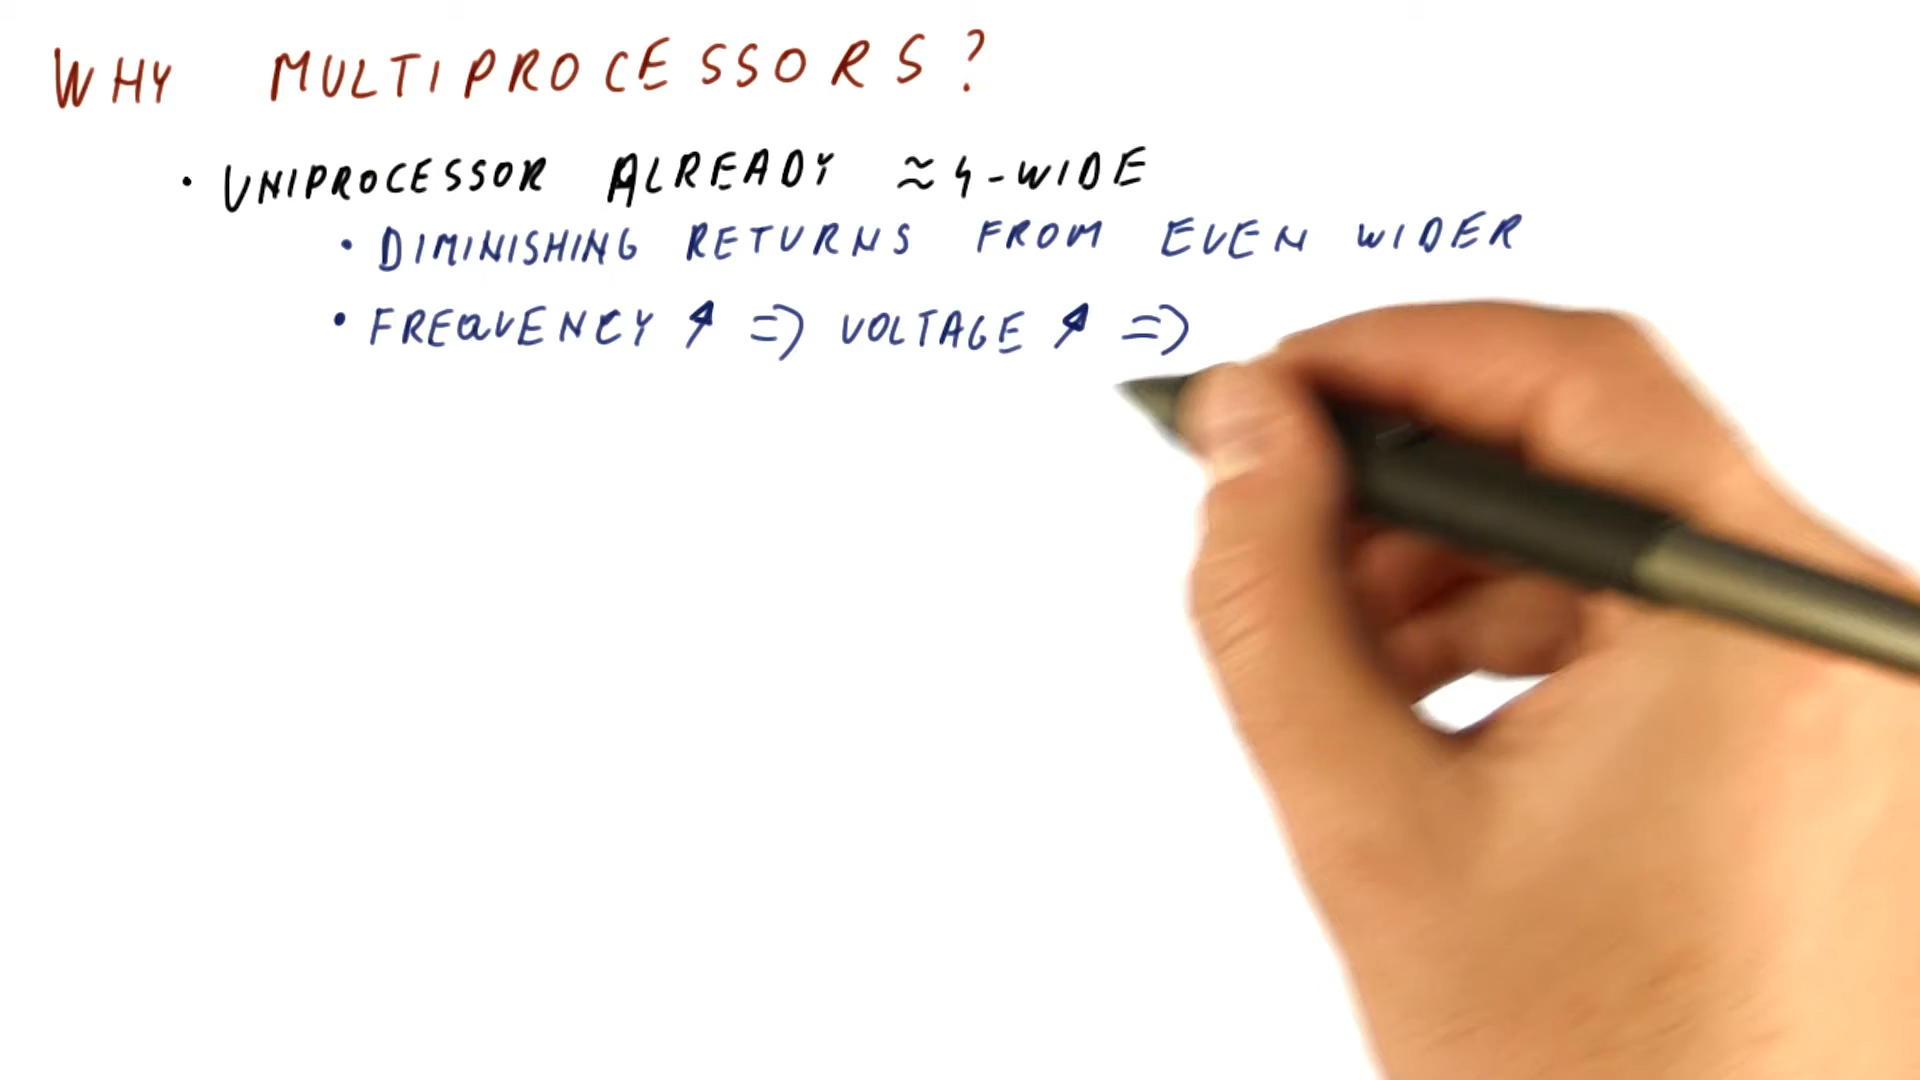 WHY MULTIPROCESSORS?
• UNIPROCESSOR ALREADY ≈ 4-WIDE
• DIMINISHING RETURNS FROM EVEN WIDER
• FREQUENCY ↑ => VOLTAGE ↑ =>